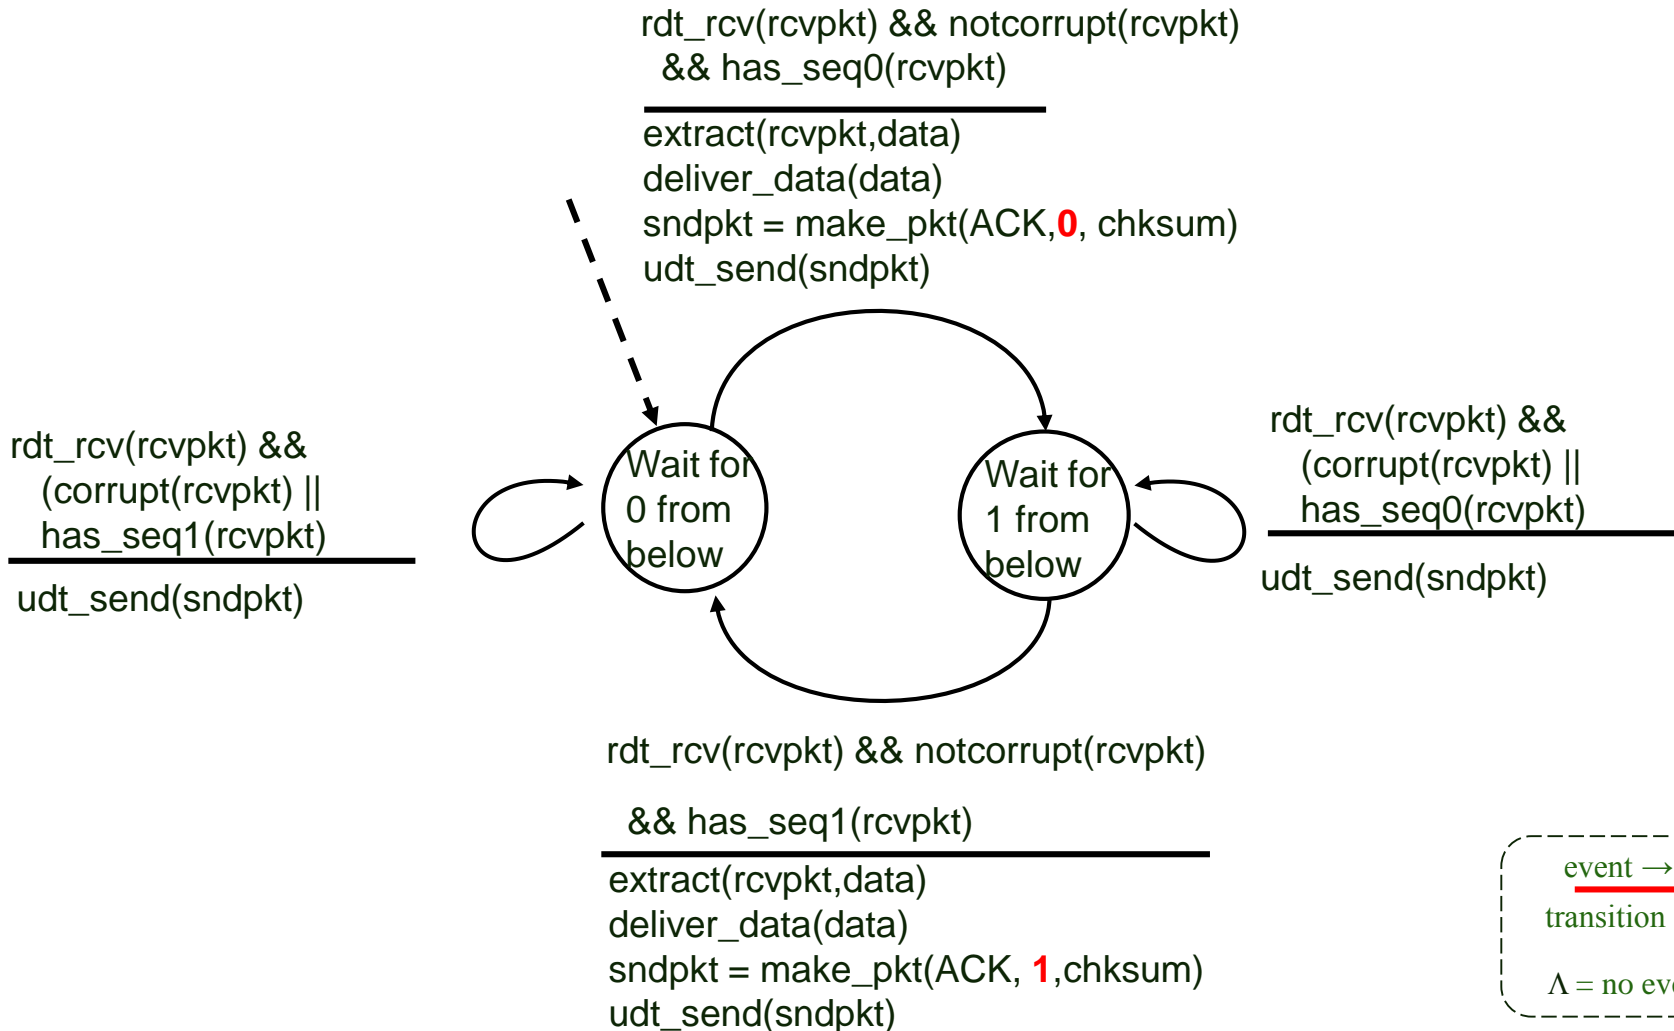 rdt_rcv(rcvpkt) && notcorrupt(rcvpkt)
&& has_seq0(rcvpkt)
extract(rcvpkt,data)
deliver_data(data)
sndpkt = make_pkt(ACK,0, chksum)
udt_send(sndpkt)
rdt_rcv(rcvpkt) &&
(corrupt(rcvpkt) ||
has_seq1(rcvpkt)
udt_send(sndpkt)
Wait for
0 from
below
Wait for
1 from
below
rdt_rcv(rcvpkt) &&
(corrupt(rcvpkt) ||
has_seq0(rcvpkt)
udt_send(sndpkt)
rdt_rcv(rcvpkt) && notcorrupt(rcvpkt)
&& has_seq1(rcvpkt)
extract(rcvpkt,data)
deliver_data(data)
sndpkt = make_pkt(ACK, 1,chksum)
udt_send(sndpkt)
event →
transition
Λ = no eve